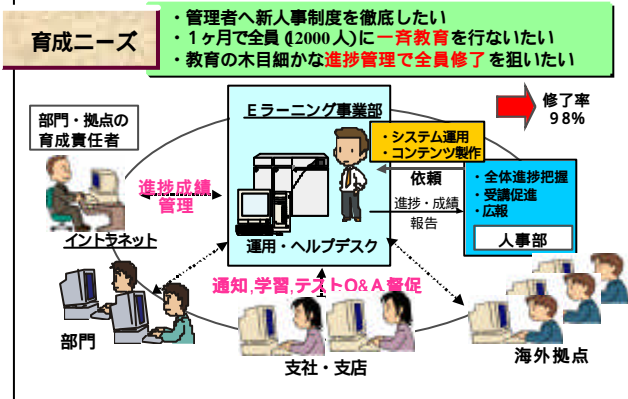 育成ニーズ
・管理者へ新人事制度を徹底したい
・1ヶ月で全員(12000人)に一斉教育を行ないたい
・教育の木目細かな進捗管理で全員修了を狙いたい
修了率
98%
部門・拠点の
育成責任者
Eラーニング事業部
・システム運用
・コンテンツ製作
依頼
・全体進捗把握
・受講促進
・広報
人事部
進捗成績
管理
進捗・成績
報告
イントラネット
運用・ヘルプデスク
通知,学習,テストQ&A,督促
部門
支社・支店
海外拠点